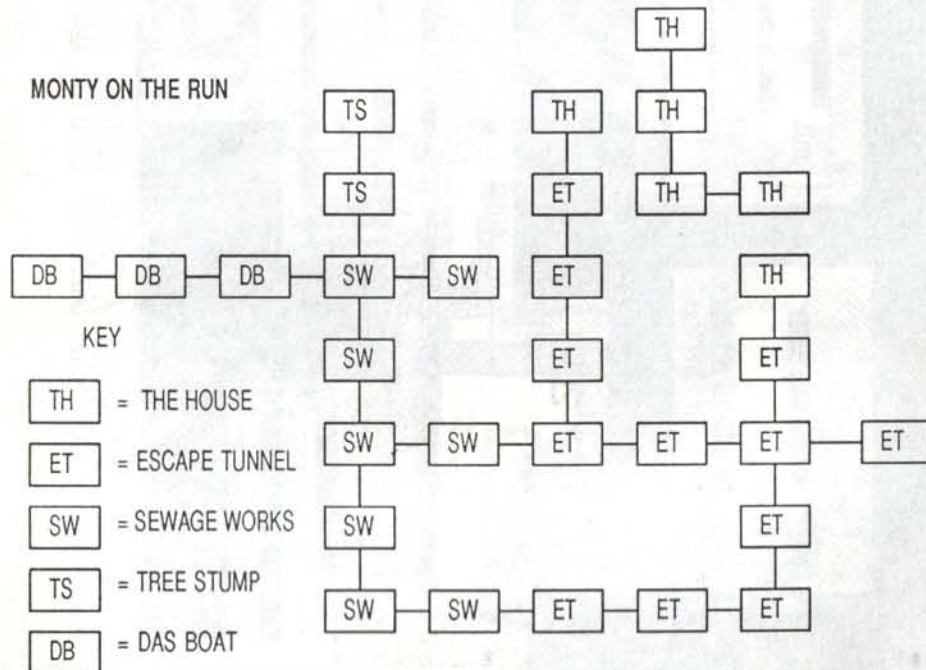 TH
MONTY ON THE RUN
TS TH TH
TS ET TH TH
DB DB DB SW SW ET TH
KEY
SW ET ET
TH = THE HOUSE
SW SW ET ET ET ET
ET = ESCAPE TUNNEL
SW ET
SW = SEWAGE WORKS
TS = TREE STUMP
SW SW ET ET ET
DB = DAS BOAT